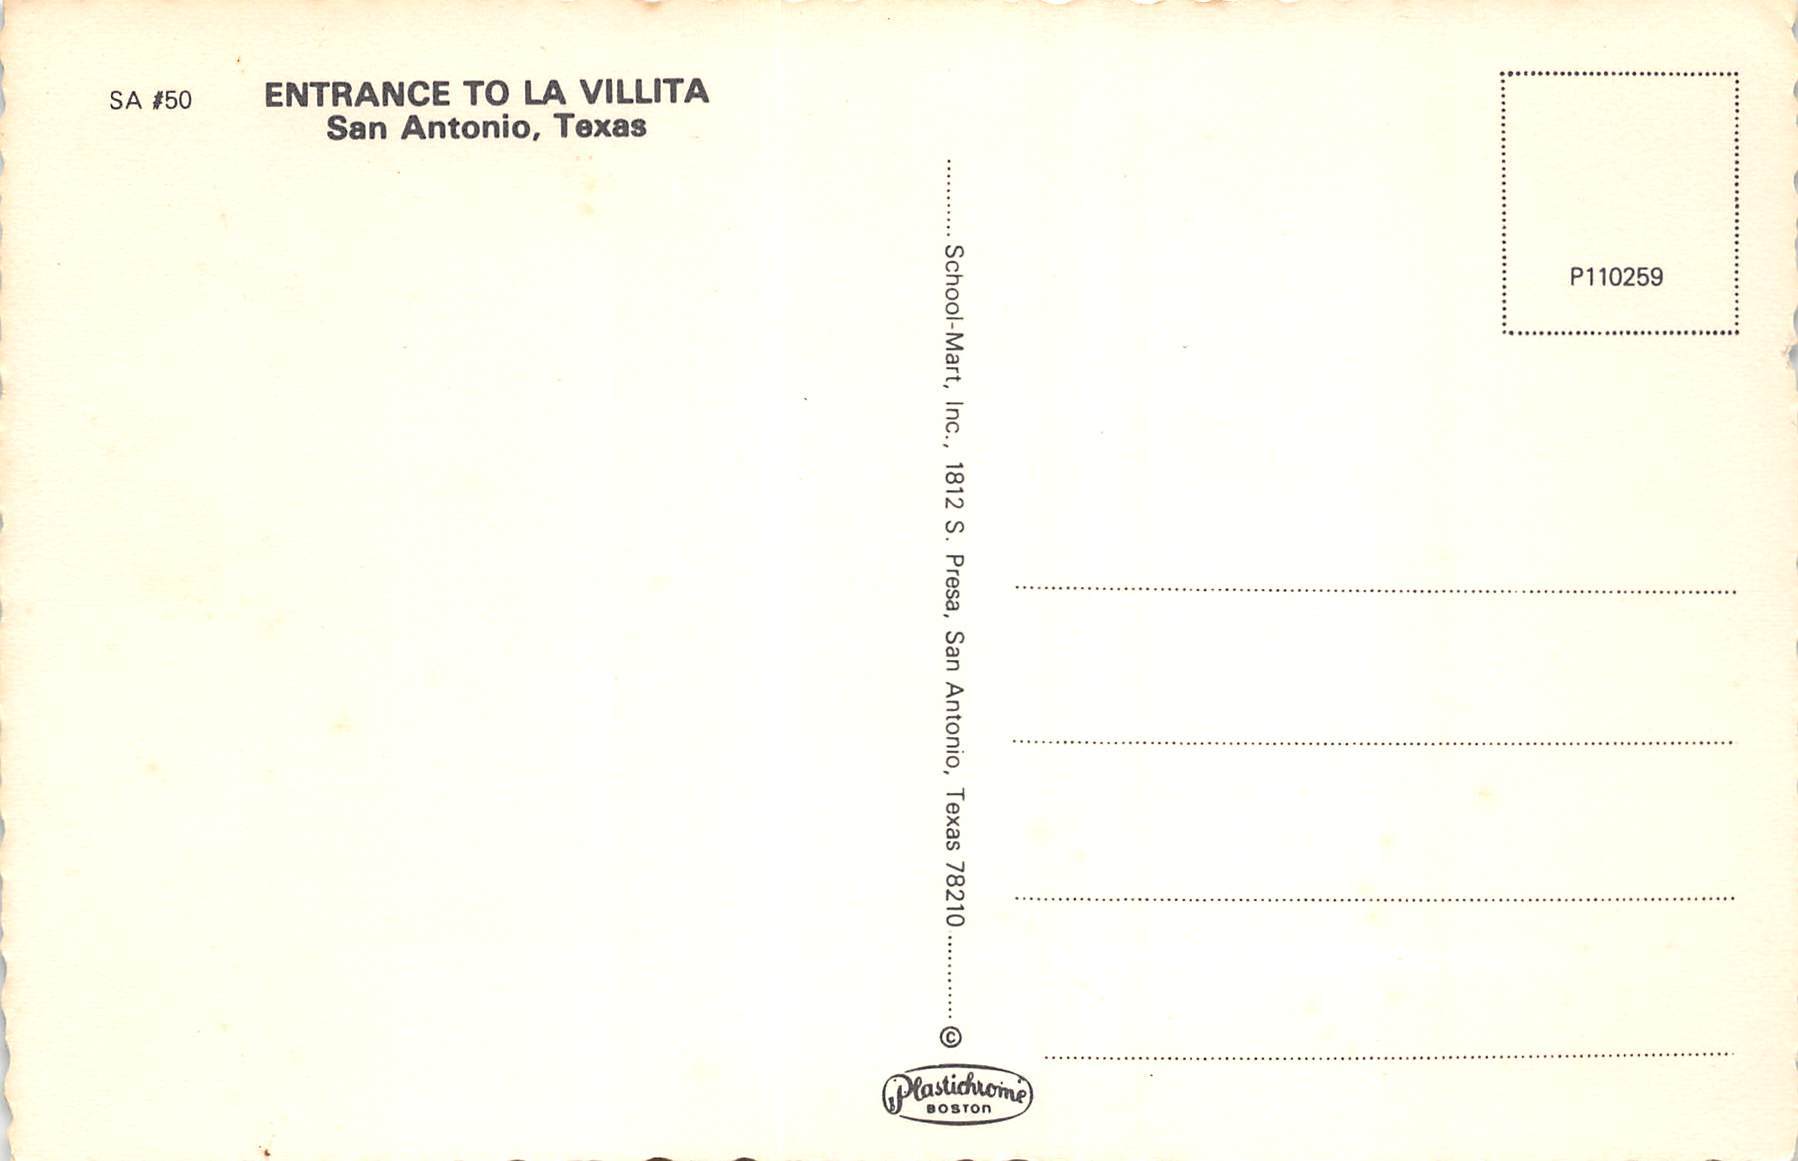 SA #50
ENTRANCE TO LA VILLITA
San Antonio, Texas
P110259
School-Mart, Inc., 1812 S. Presa, San Antonio, Texas 78210
©
Plastichrome
BOSTON